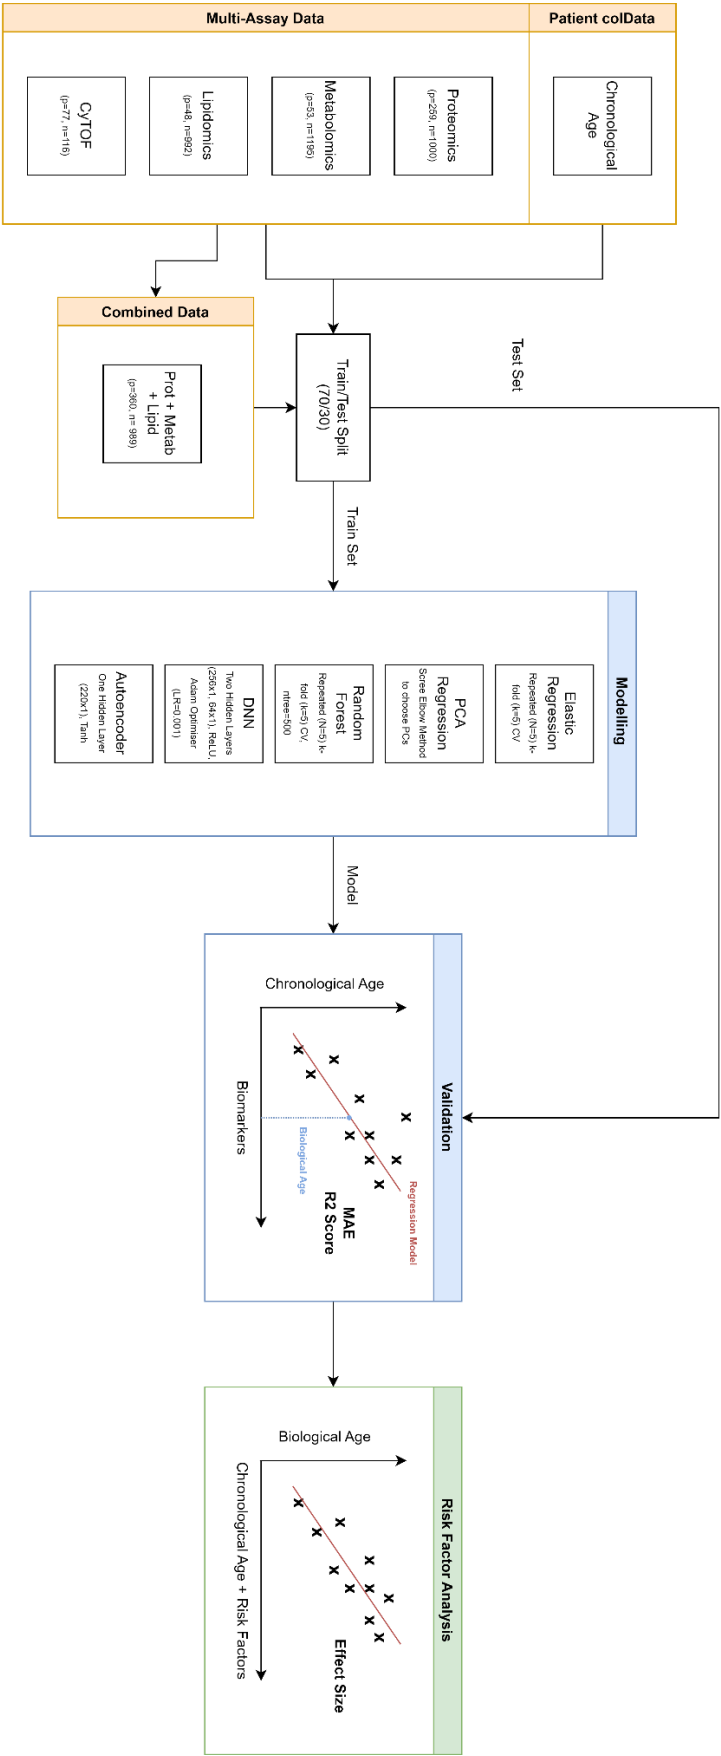 Multi-Assay Data
Patient colData
CyTOF
(p=77, n=116)
Lipidomics
(p=48, n=992)
Metabolomics
(p=53, n=1195)
Proteomics
(p=259, n=1000)
Chronological
Age
Combined Data
Prot + Metab
+ Lipid
(p=360, n= 989)
Train/Test Split
(70/30)
Test Set
Train Set
Modelling
Elastic
Regression
Repeated (N=5) k-
fold (k=5) CV
PCA
Regression
Scree Elbow Method
to choose PCs
Random
Forest
Repeated (N=5) k-
fold (k=5) CV,
ntree=500
DNN
Two Hidden Layers
(256x1, 64x1), ReLU,
Adam Optimiser
(LR=0.001)
Autoencoder
One Hidden Layer
(220x1), Tanh
Model
Validation
Chronological Age
Biomarkers
Biological Age
Regression Model
MAE
R2 Score
Risk Factor Analysis
Biological Age
Chronological Age + Risk Factors
Effect Size